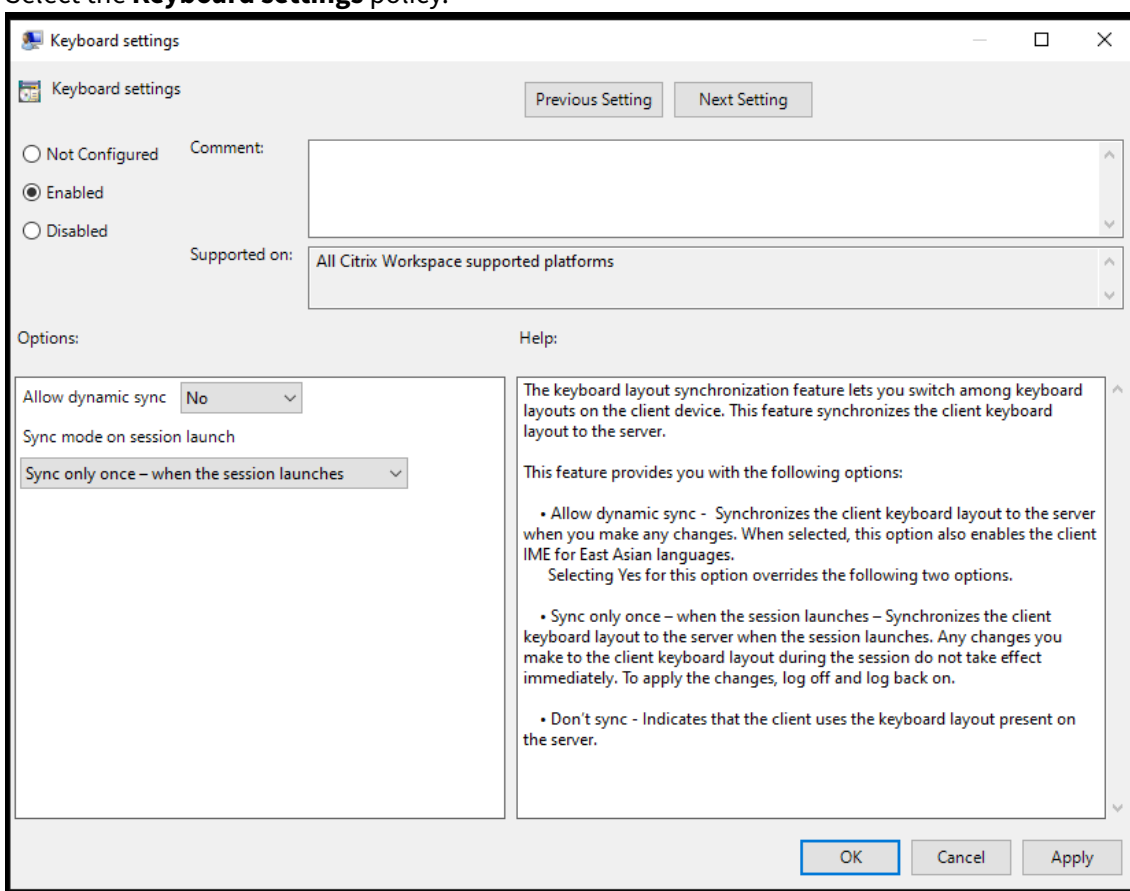 Select the Keyboard settings policy.
Keyboard settings
Keyboard settings
Previous Setting
Next Setting
Not Configured
Comment:
Enabled
Disabled
Supported on:
All Citrix Workspace supported platforms
Options:
Help:
Allow dynamic sync
No
Sync mode on session launch
Sync only once – when the session launches
The keyboard layout synchronization feature lets you switch among keyboard
layouts on the client device. This feature synchronizes the client keyboard
layout to the server.
This feature provides you with the following options:
• Allow dynamic sync - Synchronizes the client keyboard layout to the server
when you make any changes. When selected, this option also enables the client
IME for East Asian languages.
Selecting Yes for this option overrides the following two options.
• Sync only once – when the session launches – Synchronizes the client
keyboard layout to the server when the session launches. Any changes you
make to the client keyboard layout during the session do not take effect
immediately. To apply the changes, log off and log back on.
• Don't sync - Indicates that the client uses the keyboard layout present on
the server.
OK
Cancel
Apply